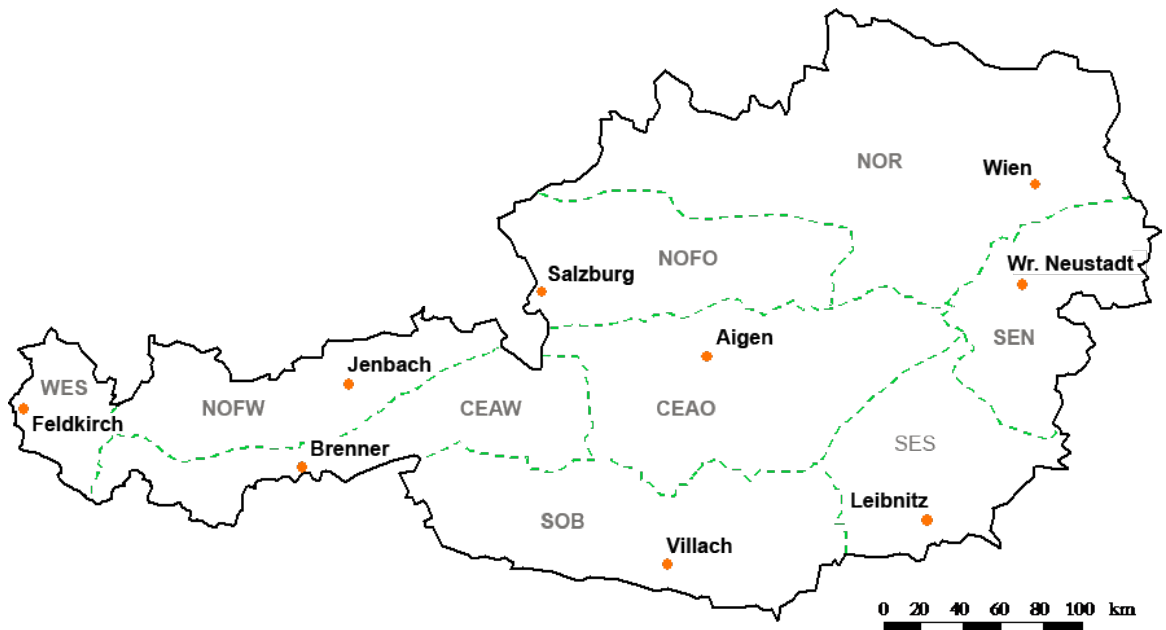 NOR
Wien
NOFO
Wr. Neustadt
Salzburg
SEN
Aigen
Jenbach
WES
NOFW
CEAW
CEAO
Feldkirch
SES
Brenner
Leibnitz
SOB
Villach
0 20 40 60 80 100 km